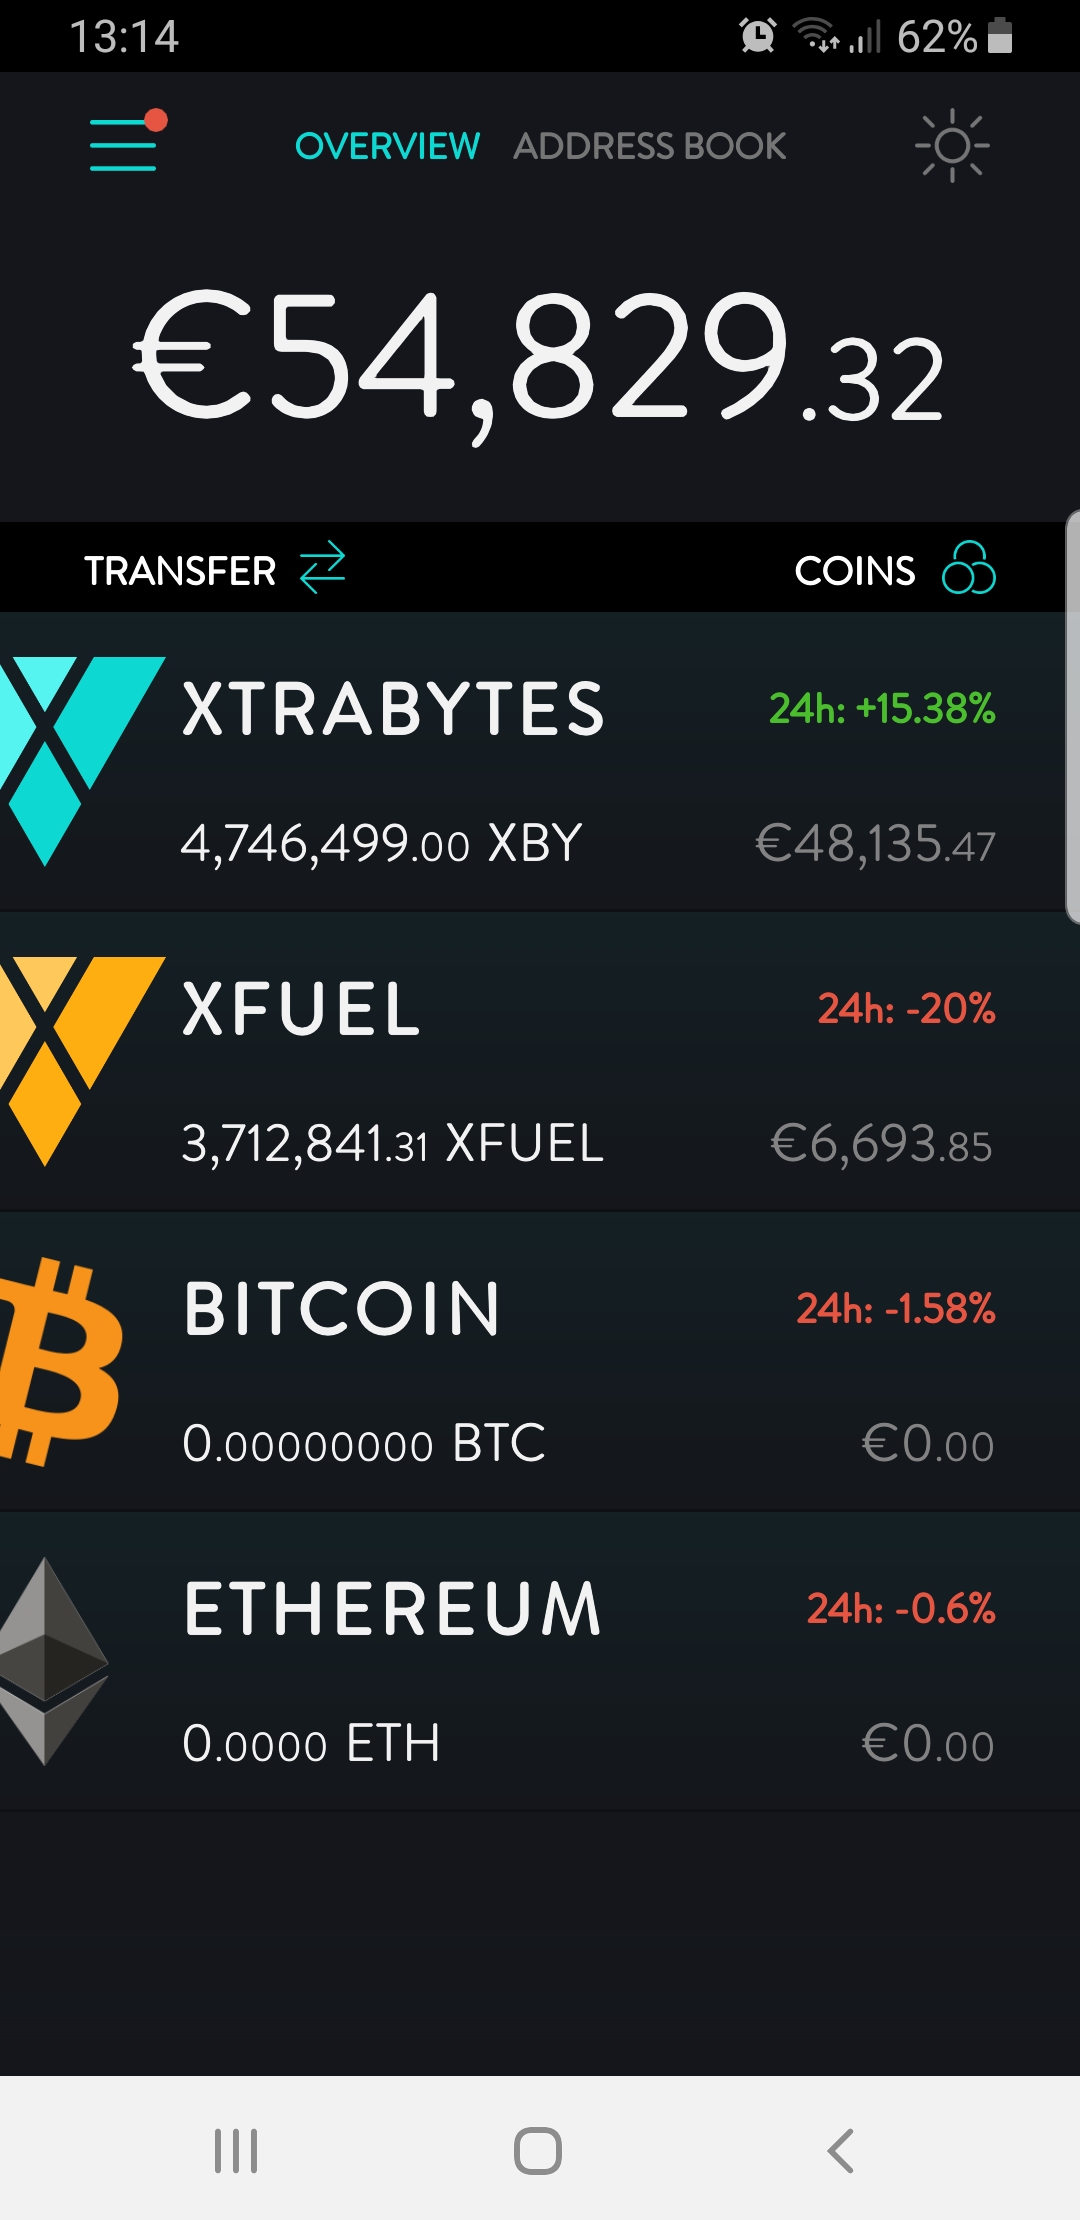 13:14 62%
OVERVIEW ADDRESS BOOK
€54,829.32
TRANSFER COINS
XTRABYTES 24h: +15.38%
4,746,499.00 XBY €48,135.47
XFUEL 24h: -20%
3,712,841.31 XFUEL €6,693.85
BITCOIN 24h: -1.58%
0.00000000 BTC €0.00
ETHEREUM 24h: -0.6%
0.0000 ETH €0.00